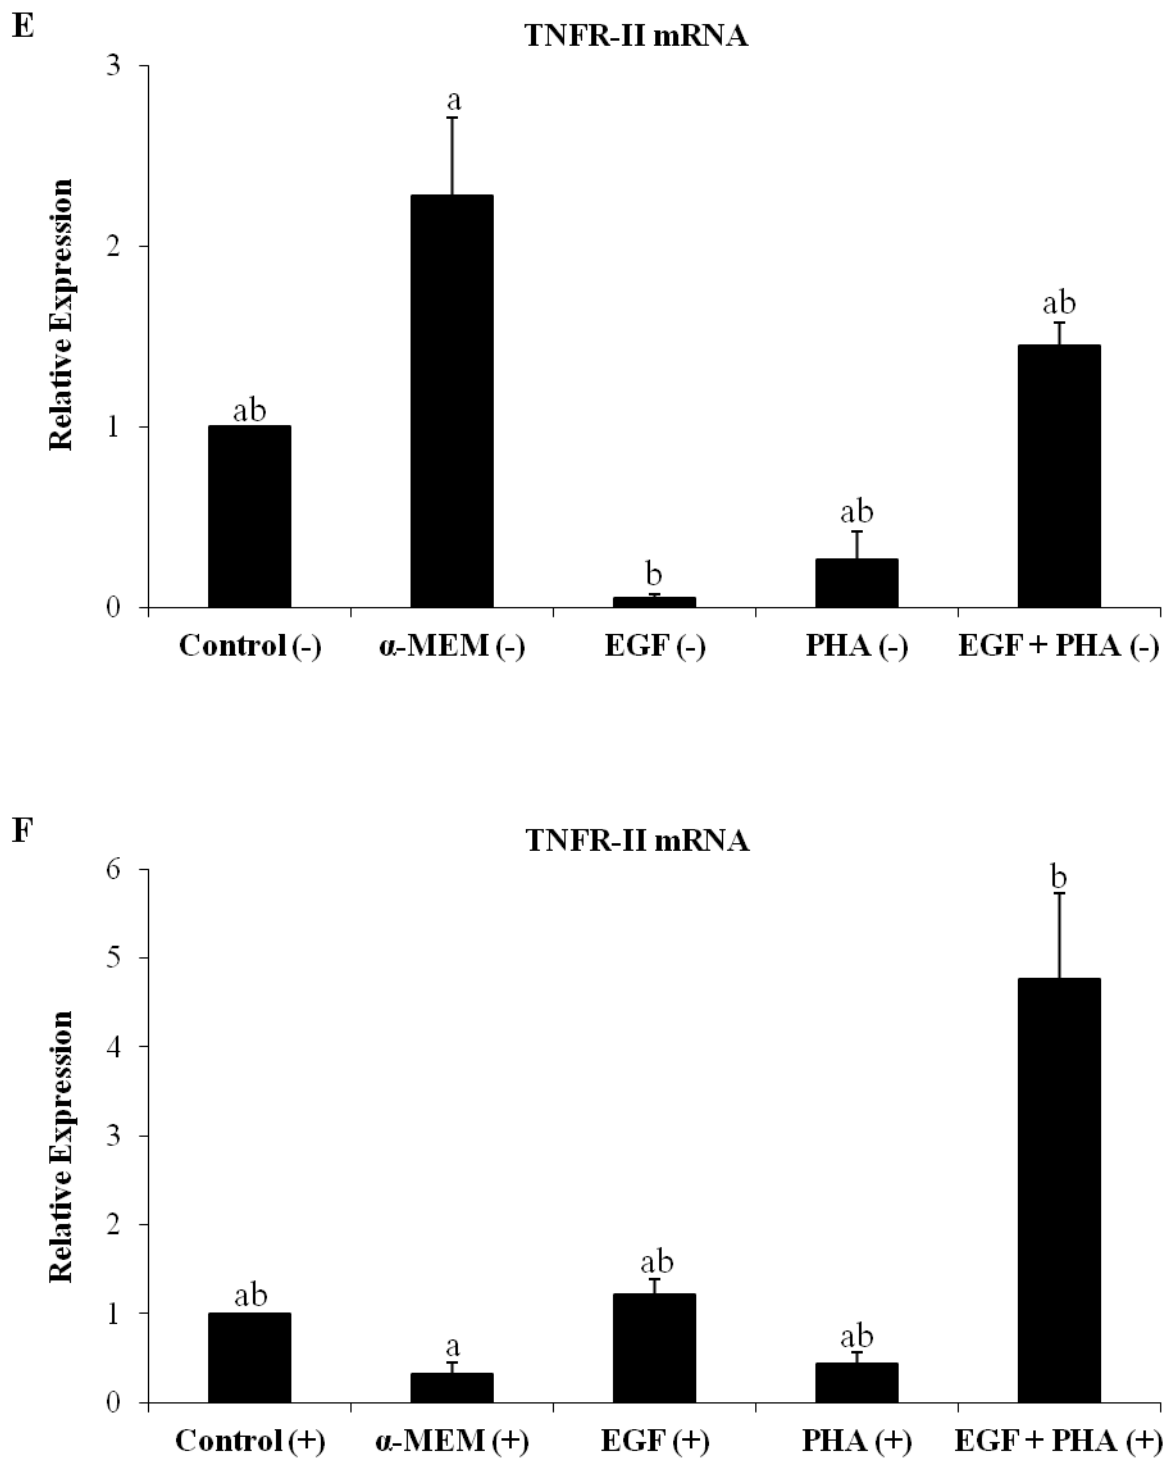 E
TNFR-II mRNA
Relative Expression
3
2
1
0
ab
a
b
ab
ab
Control (-)
α-MEM (-)
EGF (-)
PHA (-)
EGF + PHA (-)
F
TNFR-II mRNA
Relative Expression
6
5
4
3
2
1
0
ab
a
ab
ab
b
Control (+)
α-MEM (+)
EGF (+)
PHA (+)
EGF + PHA (+)